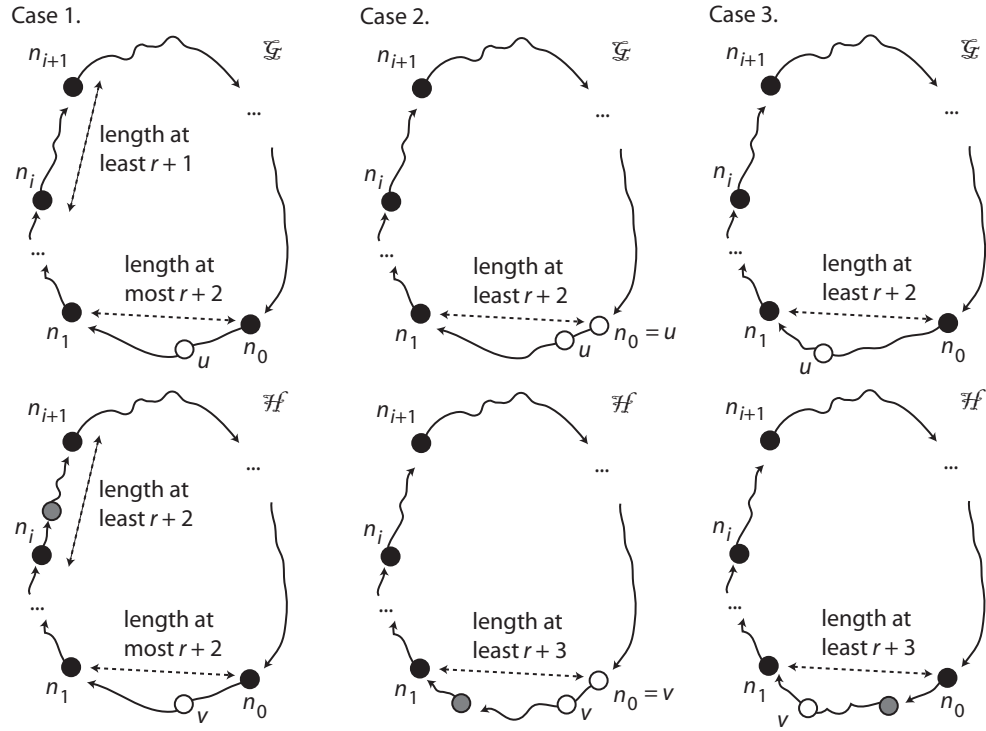 Case 1.
Case 2.
Case 3.
𝒢
n_{i+1}
...
length at
least r + 1
n_i
...
length at
most r + 2
n_1
u
n_0
𝒢
n_{i+1}
...
n_i
...
length at
least r + 2
n_1
u
n_0 = u
𝒢
n_{i+1}
...
n_i
...
length at
least r + 2
n_1
u
n_0
ℋ
n_{i+1}
...
length at
least r + 2
n_i
...
length at
most r + 2
n_1
v
n_0
ℋ
n_{i+1}
...
n_i
...
length at
least r + 3
n_1
v
n_0 = v
ℋ
n_{i+1}
...
n_i
...
length at
least r + 3
n_1
v
n_0